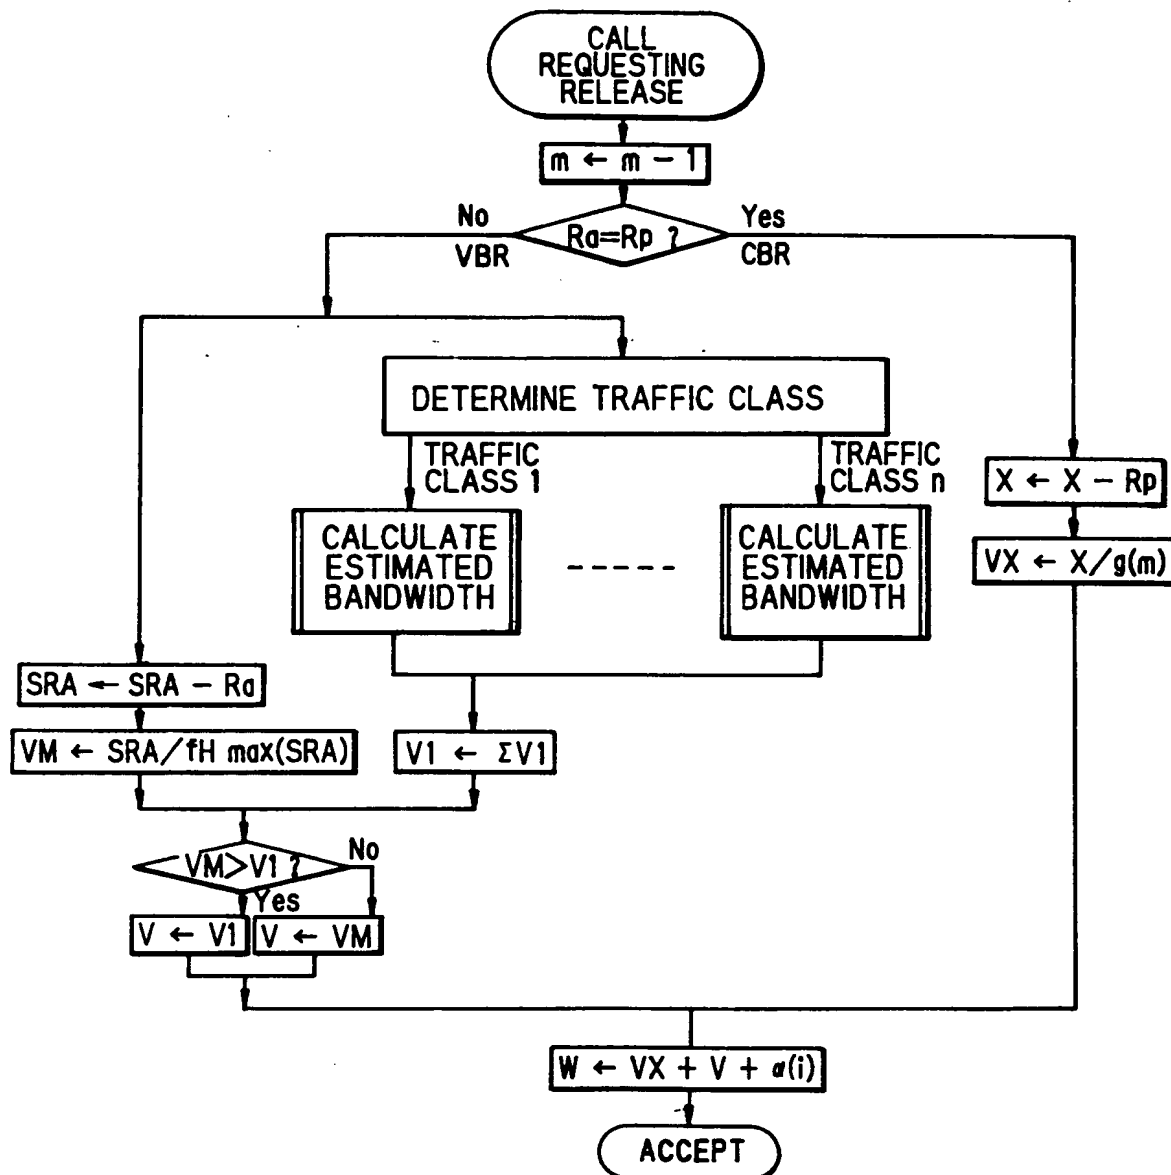 CALL
REQUESTING
RELEASE
m ← m - 1
No
Yes
Ra=Rp ?
VBR
CBR
DETERMINE TRAFFIC CLASS
TRAFFIC
CLASS 1
TRAFFIC
CLASS n
X ← X - Rp
CALCULATE
ESTIMATED
BANDWIDTH
CALCULATE
ESTIMATED
BANDWIDTH
VX ← X/g(m)
SRA ← SRA - Ra
VM ← SRA/fH max(SRA)
V1 ← ΣV1
VM>V1 ?
No
Yes
V ← V1
V ← VM
W ← VX + V + α(i)
ACCEPT